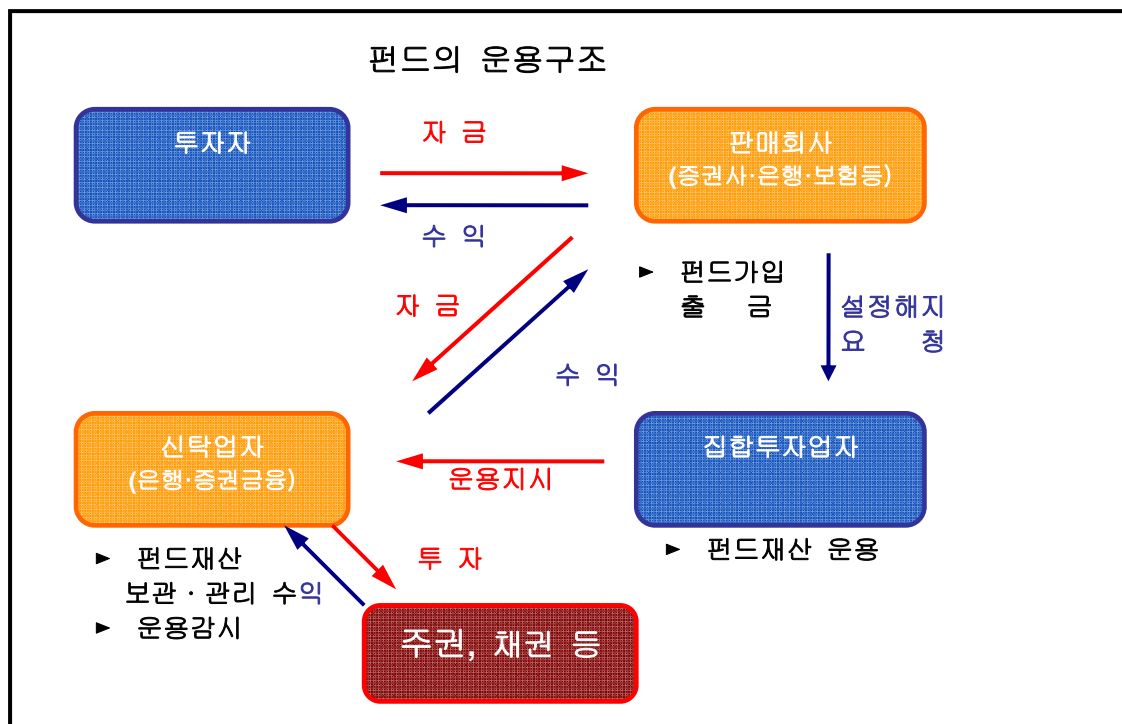 펀드의 운용구조
투자자
자 금
판매회사
(증권사·은행·보험등)
수 익
► 펀드가입
출 금
자 금
설정해지
요 청
수 익
신탁업자
(은행·증권금융)
운용지시
집합투자업자
► 펀드재산
보관·관리 수익
► 운용감시
투 자
► 펀드재산 운용
주권, 채권 등